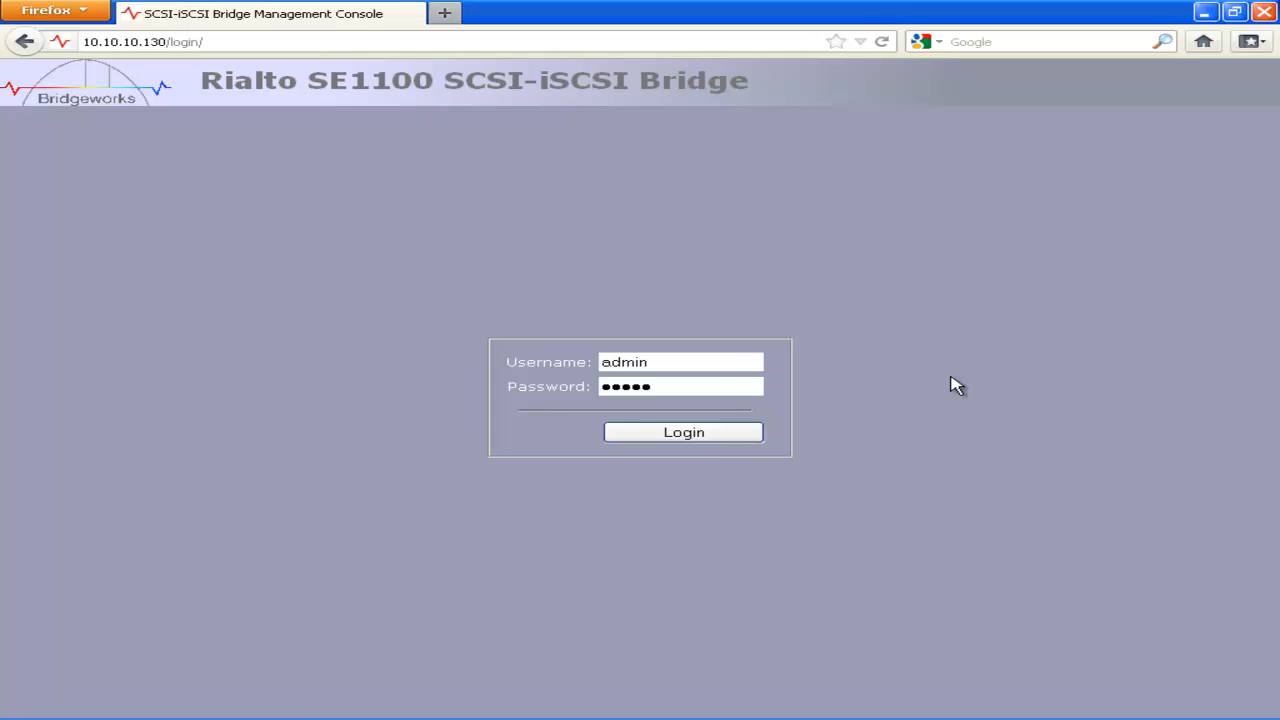 Firefox
SCSI-iSCSI Bridge Management Console
10.10.10.130/login/
Google
Bridgeworks
Rialto SE1100 SCSI-iSCSI Bridge
Username: admin
Password: •••••
Login